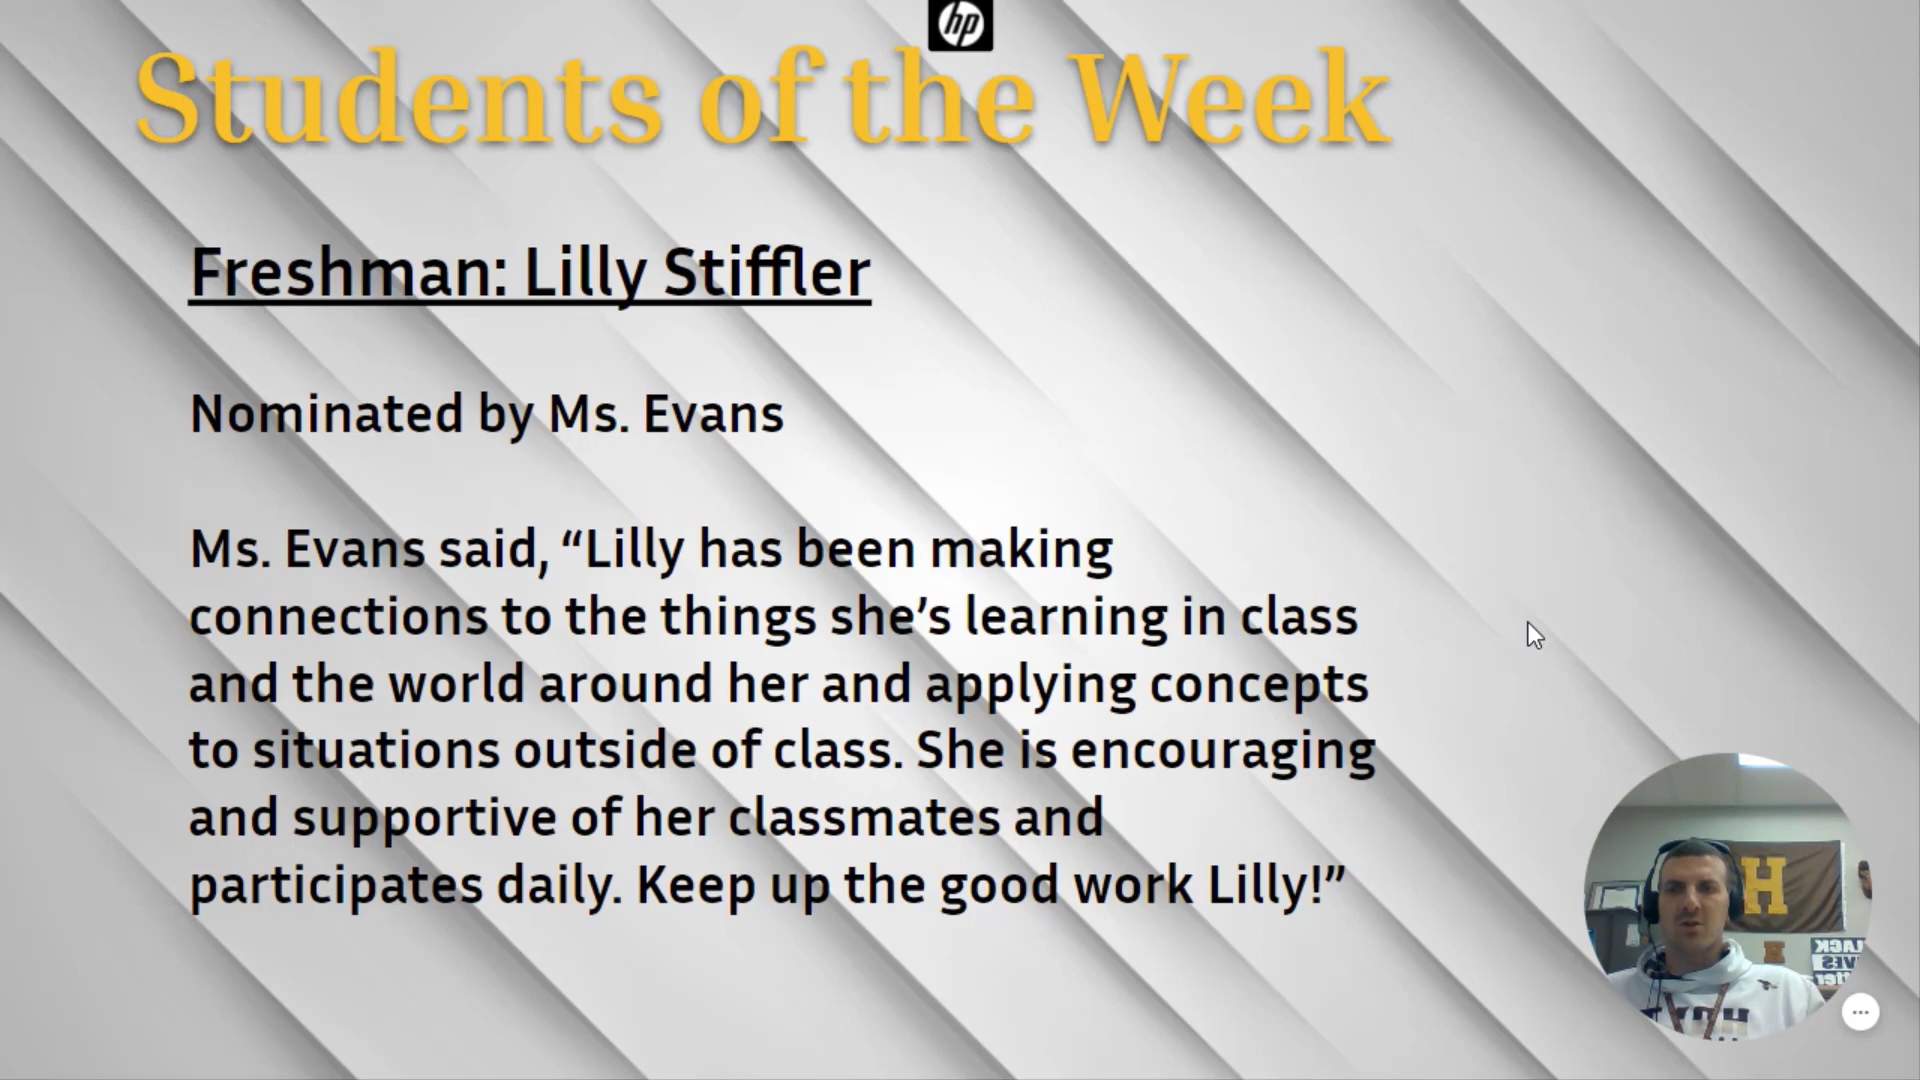 hp
Students of the Week
Freshman: Lilly Stiffler
Nominated by Ms. Evans
Ms. Evans said, “Lilly has been making
connections to the things she’s learning in class
and the world around her and applying concepts
to situations outside of class. She is encouraging
and supportive of her classmates and
participates daily. Keep up the good work Lilly!”
H